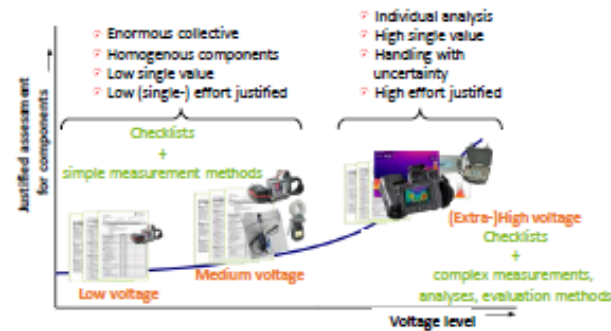 Enormous collective
Homogenous components
Low single value
Low (single-) effort justified
Individual analysis
High single value
Handling with
uncertainty
High effort justified
Justified assessment
for components
Checklists
+
simple measurement methods
Low voltage
Medium voltage
(Extra-)High voltage
Checklists
+
complex measurements,
analyses, evaluation methods
Voltage level